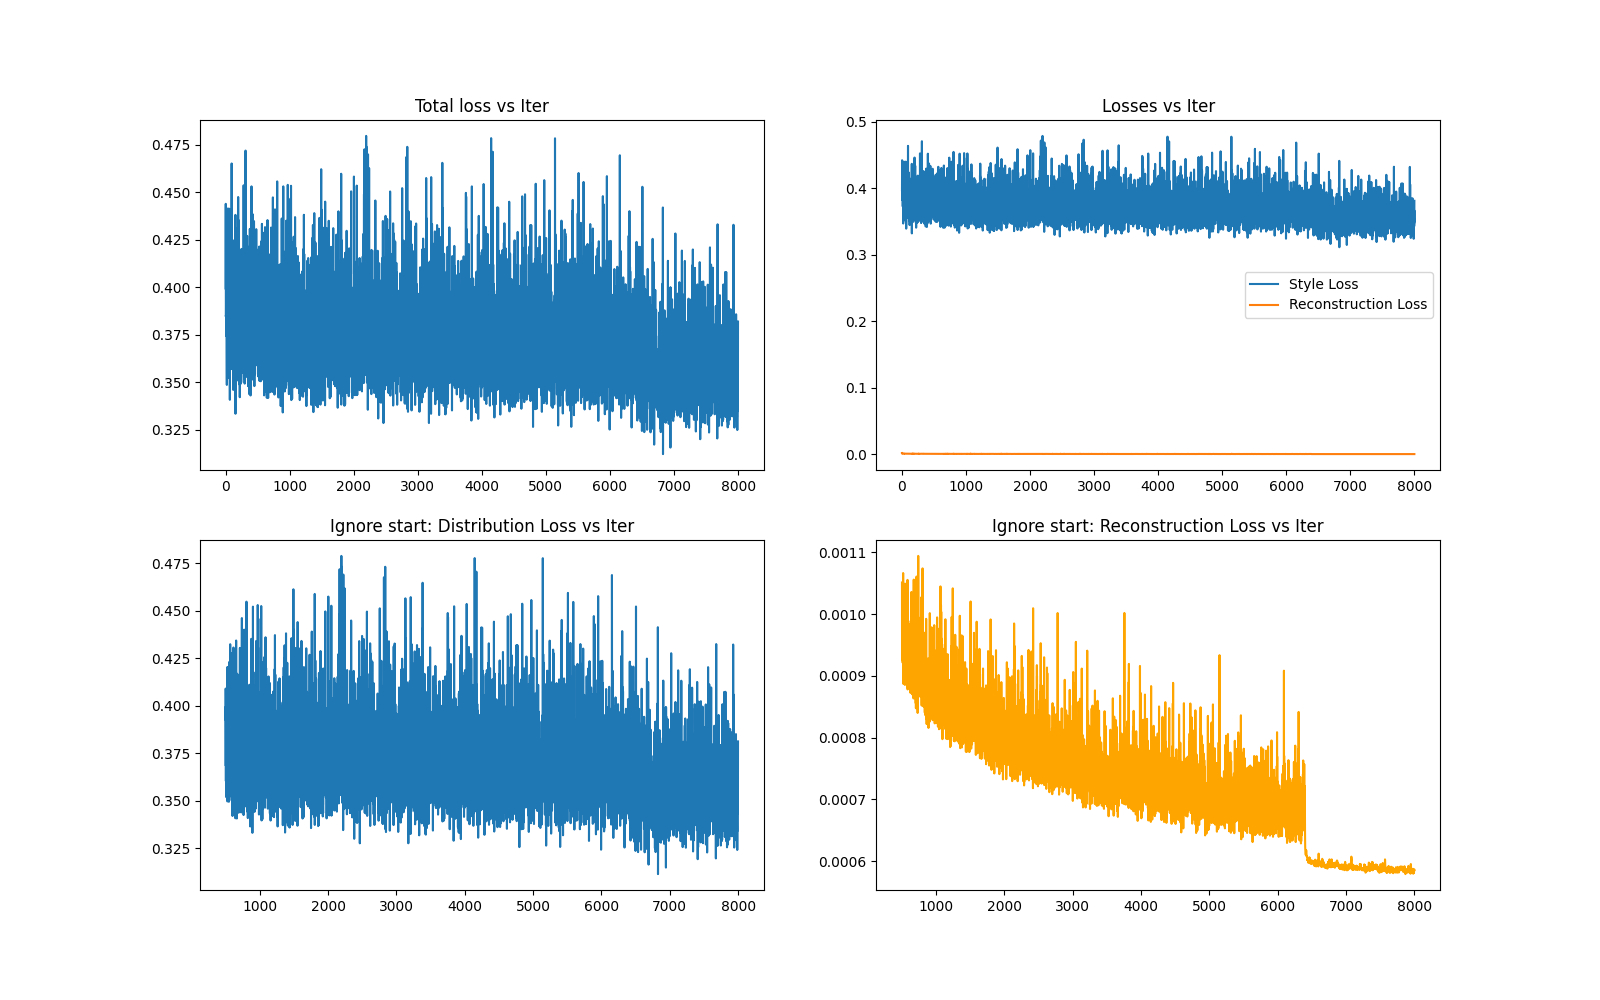 Total loss vs Iter
0.475
0.450
0.425
0.400
0.375
0.350
0.325
0 1000 2000 3000 4000 5000 6000 7000 8000
Losses vs Iter
0.5
0.4
0.3
0.2
0.1
0.0
Style Loss
Reconstruction Loss
0 1000 2000 3000 4000 5000 6000 7000 8000
Ignore start: Distribution Loss vs Iter
0.475
0.450
0.425
0.400
0.375
0.350
0.325
1000 2000 3000 4000 5000 6000 7000 8000
Ignore start: Reconstruction Loss vs Iter
0.0011
0.0010
0.0009
0.0008
0.0007
0.0006
1000 2000 3000 4000 5000 6000 7000 8000